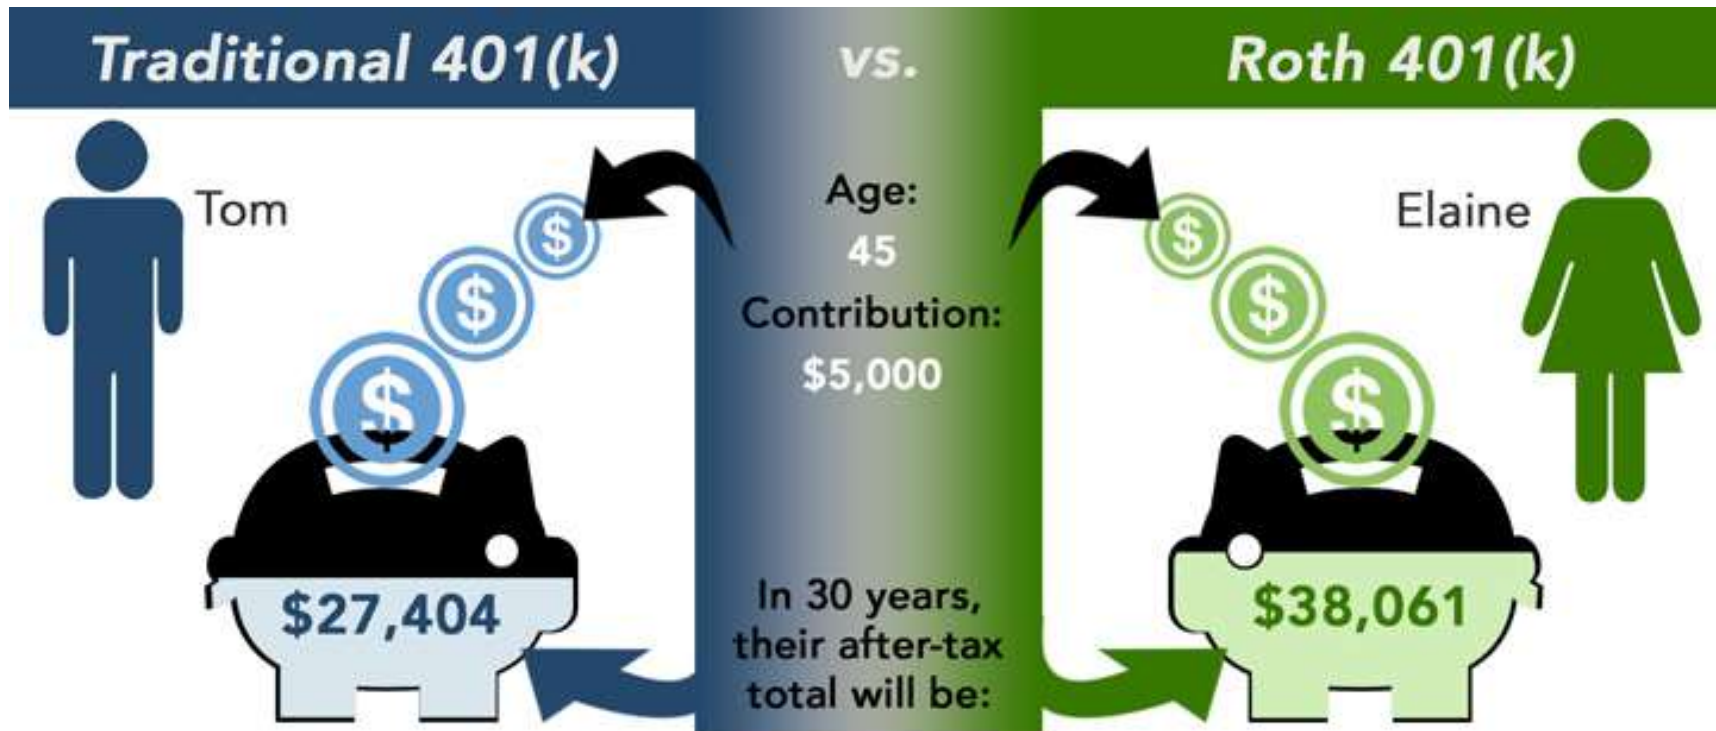 Traditional 401(k)
vs.
Roth 401(k)
Tom
$
$
$
$27,404
Age:
45
Contribution:
$5,000
In 30 years,
their after-tax
total will be:
Elaine
$
$
$
$38,061